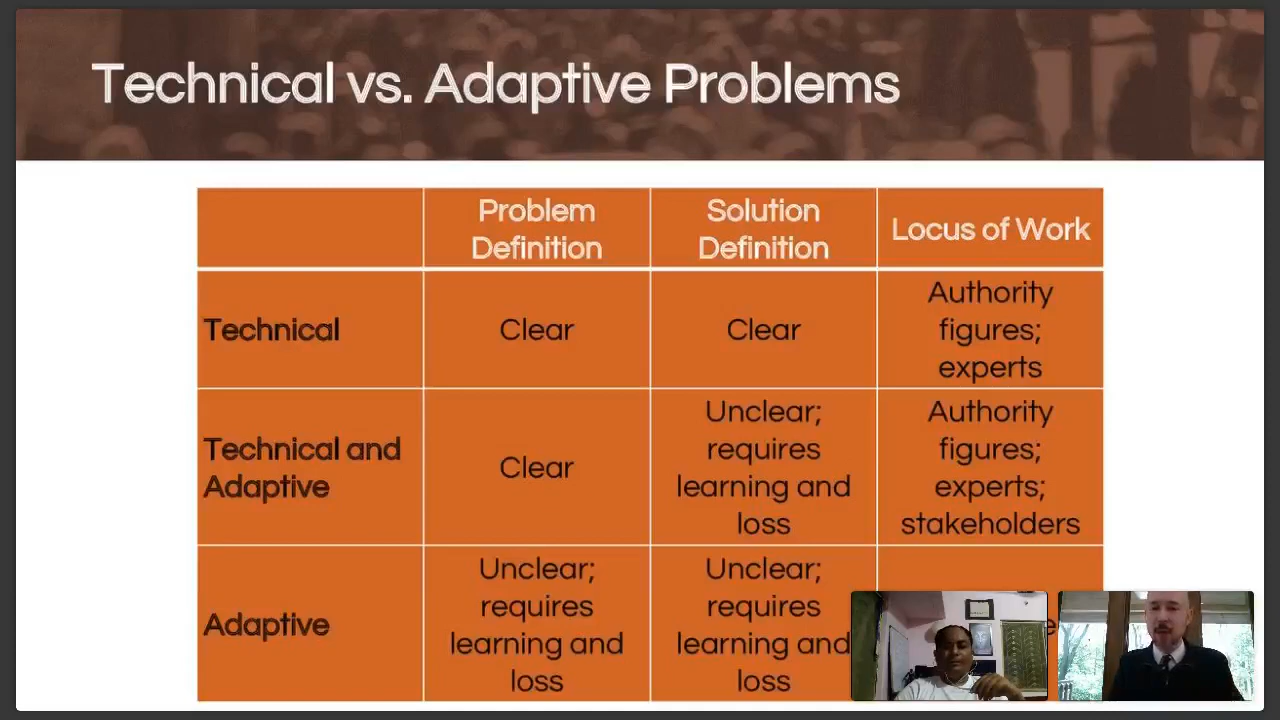 Technical vs. Adaptive Problems
Problem
Definition
Solution
Definition
Locus of Work
Technical
Clear
Clear
Authority
figures;
experts
Technical and
Adaptive
Clear
Unclear;
requires
learning and
loss
Authority
figures;
experts;
stakeholders
Adaptive
Unclear;
requires
learning and
loss
Unclear;
requires
learning and
loss